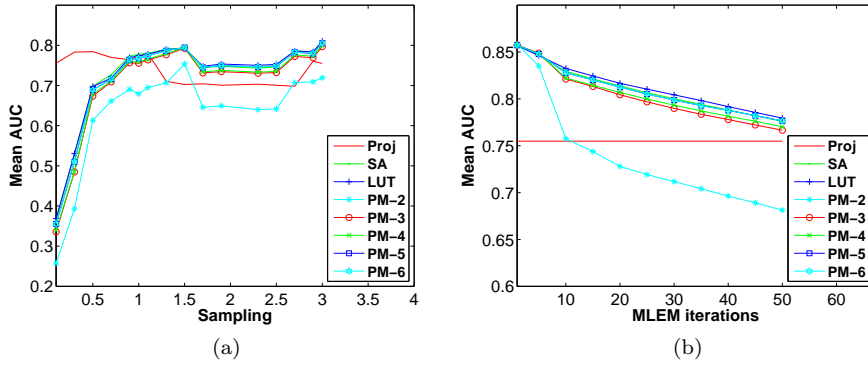 0.9
0.8
0.7
0.6
0.5
0.4
0.3
0.2
Mean AUC
0.5 1 1.5 2 2.5 3 3.5 4
Sampling
Proj
SA
LUT
PM−2
PM−3
PM−4
PM−5
PM−6
(a)
0.85
0.8
0.75
0.7
0.65
0.6
Mean AUC
10 20 30 40 50 60
MLEM iterations
Proj
SA
LUT
PM−2
PM−3
PM−4
PM−5
PM−6
(b)